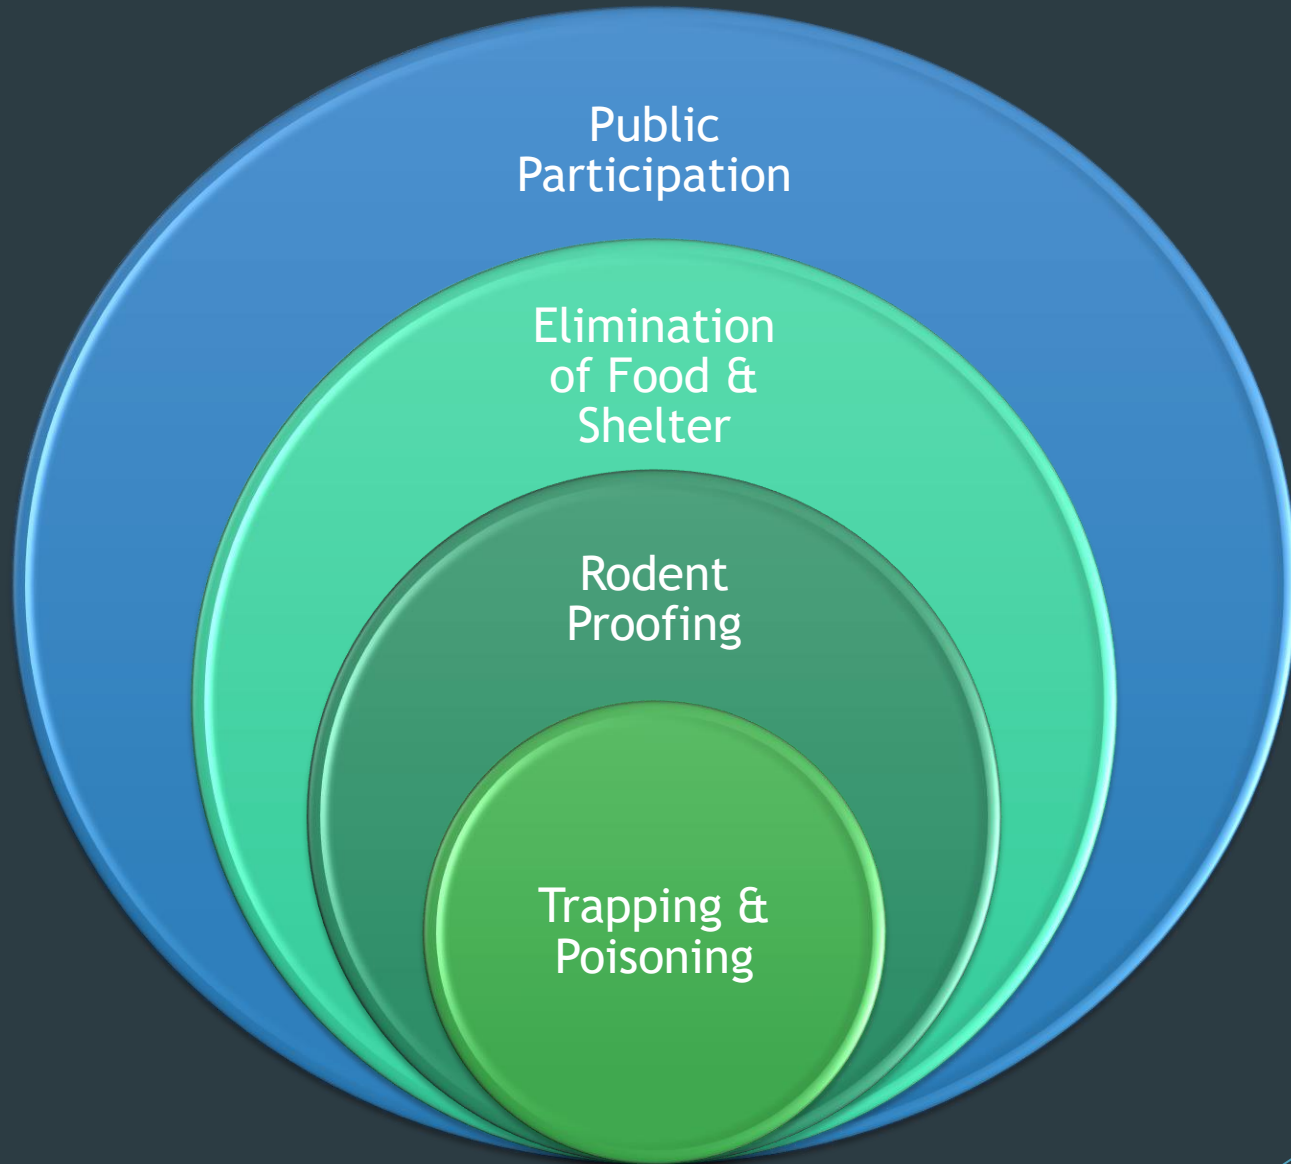 Public
Participation
Elimination
of Food &
Shelter
Rodent
Proofing
Trapping &
Poisoning